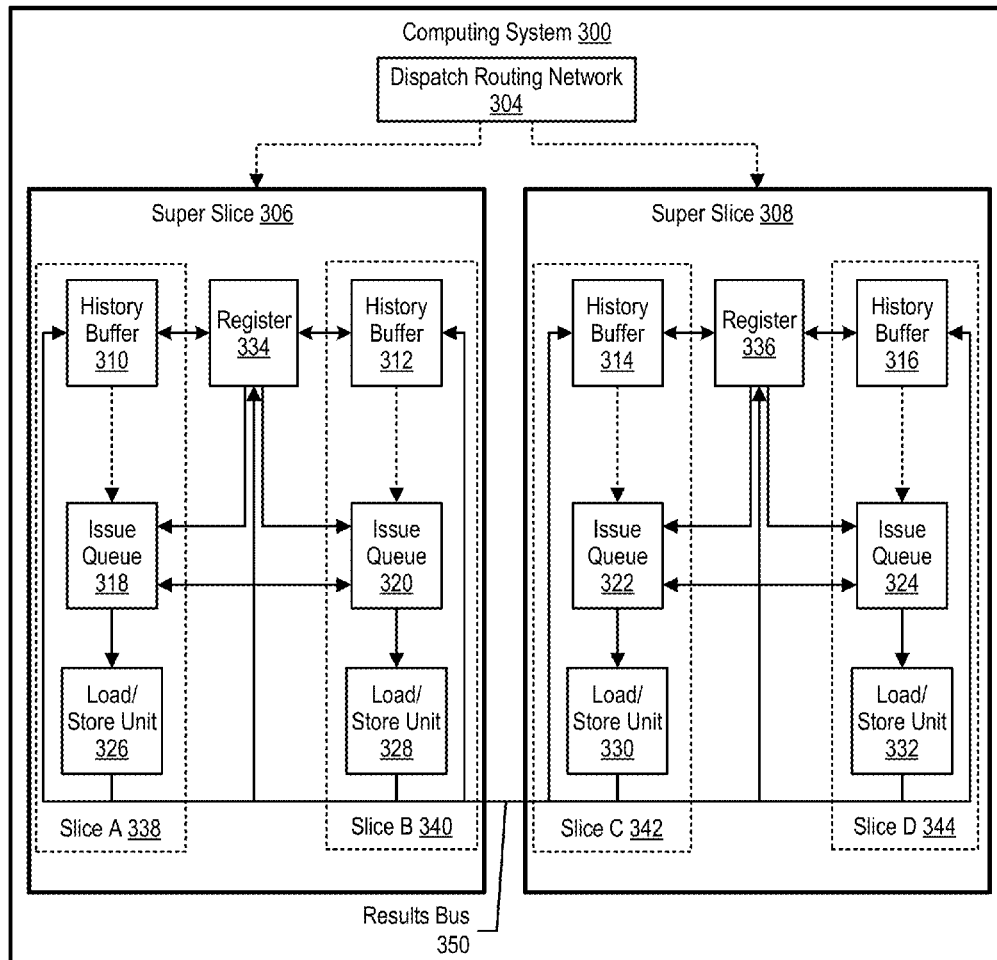 Computing System 300
Dispatch Routing Network
304
Super Slice 306
History
Buffer
310
Register
334
History
Buffer
312
Issue
Queue
318
Issue
Queue
320
Load/
Store Unit
326
Load/
Store Unit
328
Slice A 338
Slice B 340
Super Slice 308
History
Buffer
314
Register
336
History
Buffer
316
Issue
Queue
322
Issue
Queue
324
Load/
Store Unit
330
Load/
Store Unit
332
Slice C 342
Slice D 344
Results Bus
350